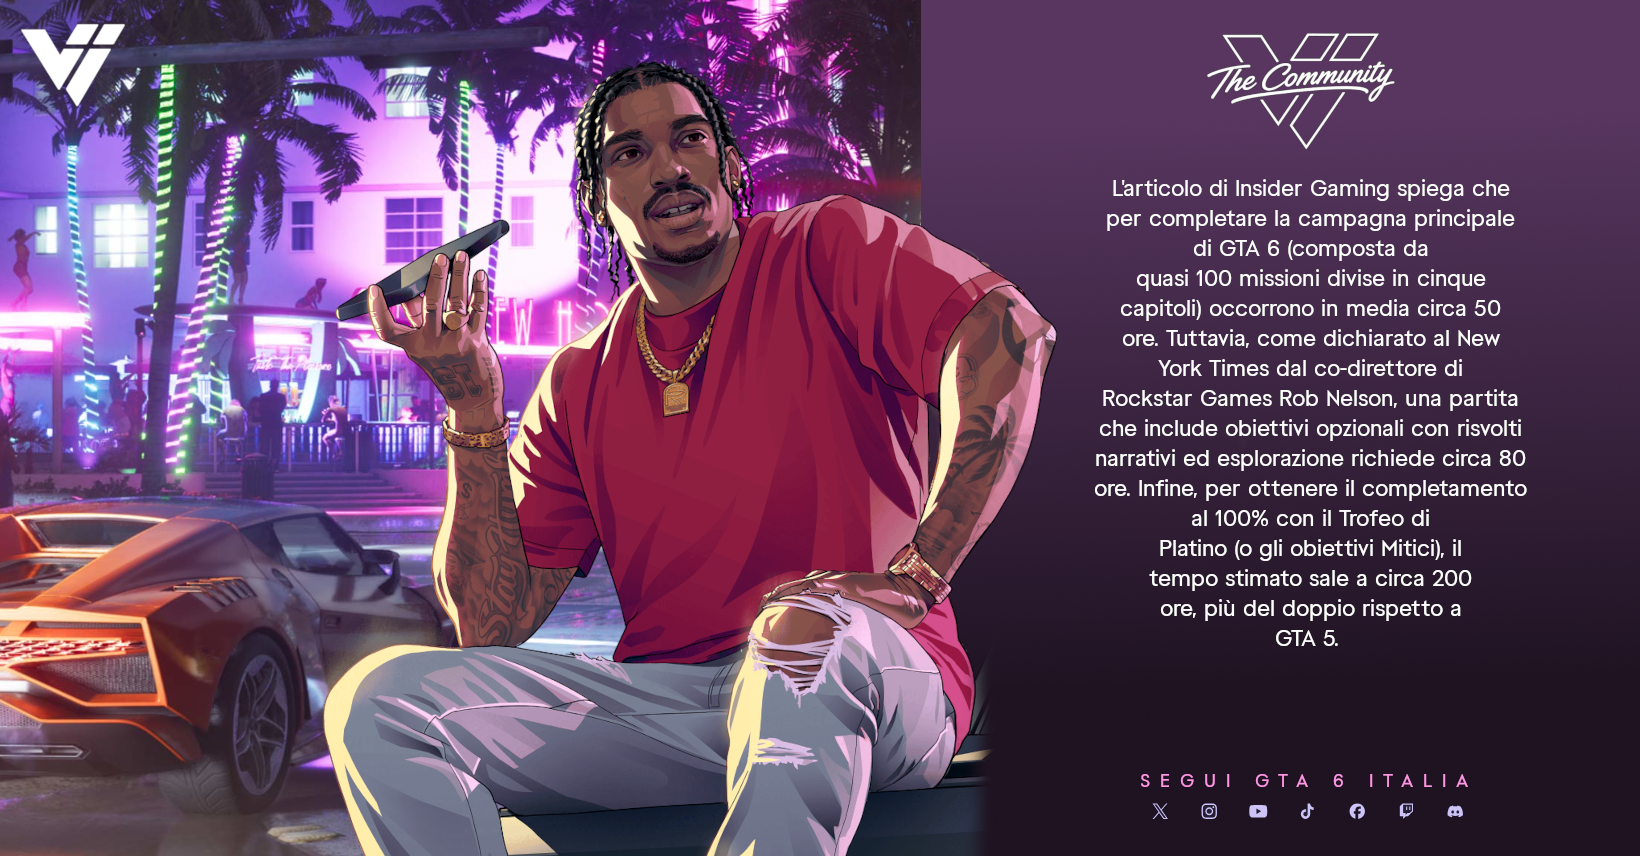 The Community
L'articolo di Insider Gaming spiega che
per completare la campagna principale
di GTA 6 (composta da
quasi 100 missioni divise in cinque
capitoli) occorrono in media circa 50
ore. Tuttavia, come dichiarato al New
York Times dal co-direttore di
Rockstar Games Rob Nelson, una partita
che include obiettivi opzionali con risvolti
narrativi ed esplorazione richiede circa 80
ore. Infine, per ottenere il completamento
al 100% con il Trofeo di
Platino (o gli obiettivi Mitici), il
tempo stimato sale a circa 200
ore, più del doppio rispetto a
GTA 5.
SEGUI GTA 6 ITALIA